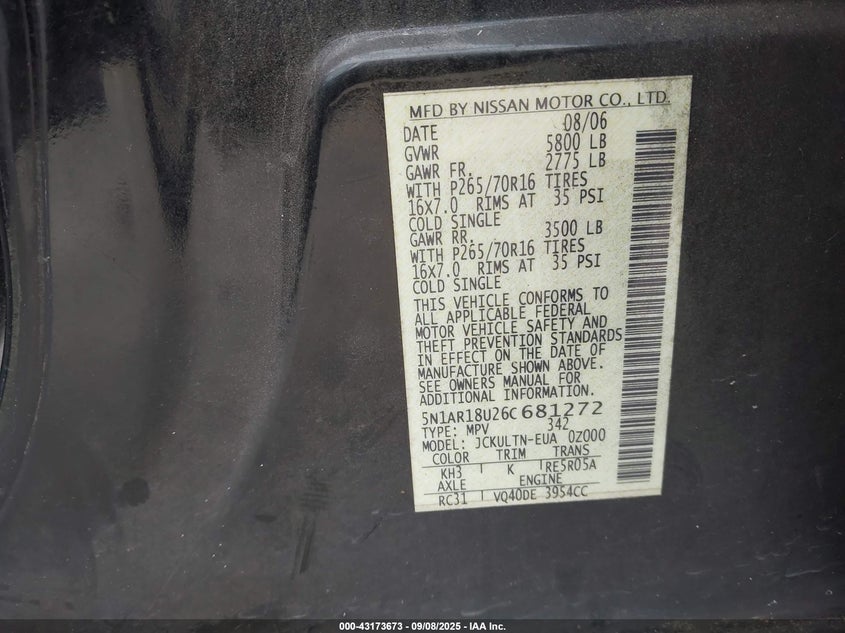 MFD BY NISSAN MOTOR CO., LTD.
DATE 08/06
GVWR 5800 LB
GAWR FR. 2775 LB
WITH P265/70R16 TIRES
16X7.0 RIMS AT 35 PSI
COLD SINGLE
GAWR RR. 3500 LB
WITH P265/70R16 TIRES
16X7.0 RIMS AT 35 PSI
COLD SINGLE
THIS VEHICLE CONFORMS TO
ALL APPLICABLE FEDERAL
MOTOR VEHICLE SAFETY AND
THEFT PREVENTION STANDARDS
IN EFFECT ON THE DATE OF
MANUFACTURE SHOWN ABOVE.
SEE OWNERS MANUAL FOR
ADDITIONAL INFORMATION.
5N1AR18U26C681272
TYPE: MPV 342
MODEL: JCKULTN-EUA 0Z000
COLOR TRIM TRANS
KH3 K RE5R05A
AXLE ENGINE
RC31 VQ40DE 3954CC
000-43173673 - 09/08/2025 - IAA Inc.